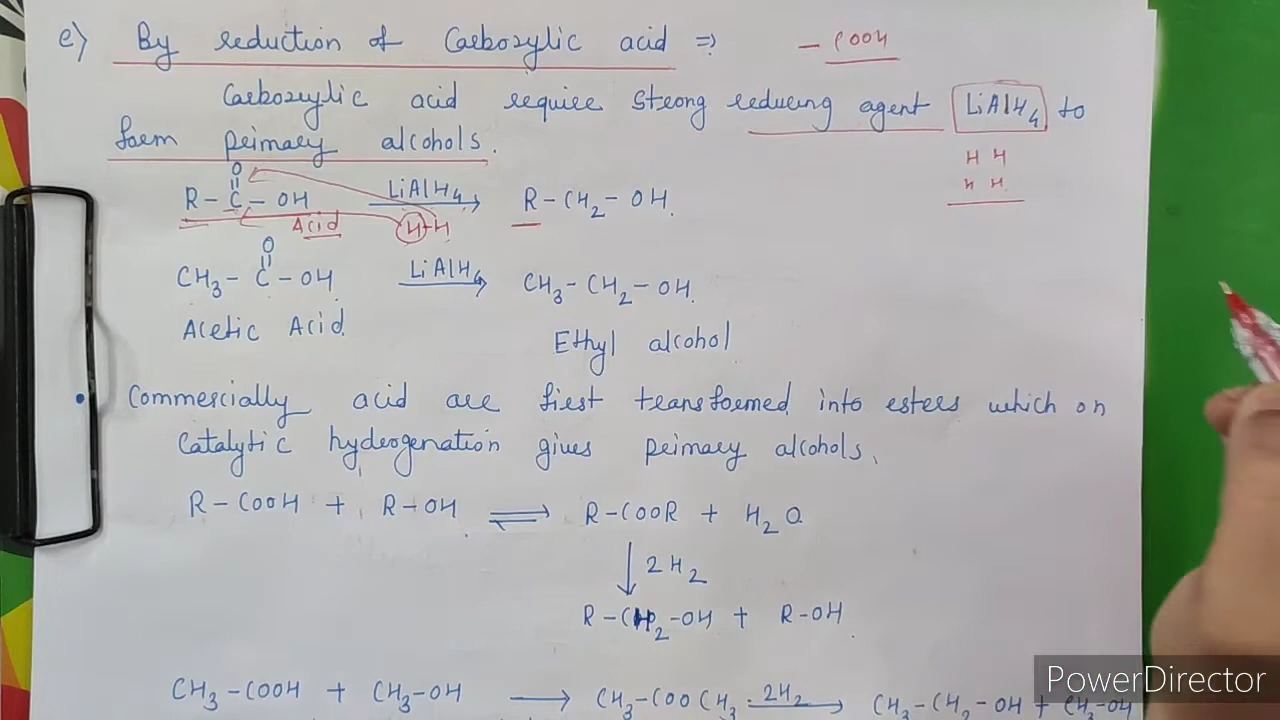 e) By reduction of Carboxylic acid ⇒ - COOH
Carboxylic acid require strong reducing agent LiAlH4 to
form primary alcohols.
H H
H H
O
||
R - C - OH LiAlH4 → R - CH2 - OH.
Acid H-H
O
||
CH3 - C - OH LiAlH4 → CH3 - CH2 - OH.
Acetic Acid. Ethyl alcohol
• Commercially acid are first transformed into esters which on
Catalytic hydrogenation gives primary alcohols.
R - COOH + R - OH ⇌ R - COOR + H2O.
↓ 2H2
R - CH2 - OH + R - OH.
CH3 - COOH + CH3 - OH → CH3 - COO CH3 2H2 → CH3 - CH2 - OH + CH3 - OH
PowerDirector